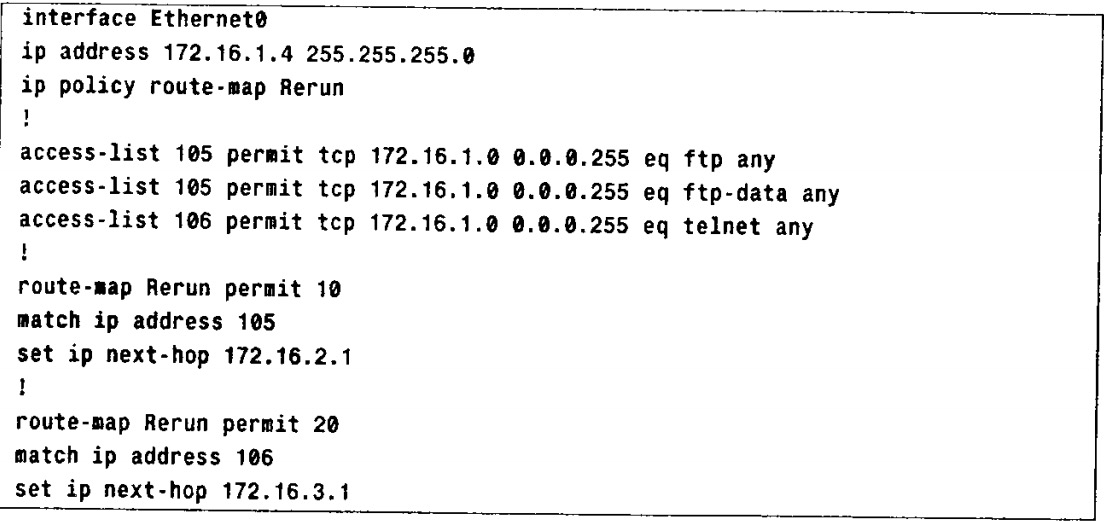 interface Ethernet0
ip address 172.16.1.4 255.255.255.0
ip policy route-map Rerun
!
access-list 105 permit tcp 172.16.1.0 0.0.0.255 eq ftp any
access-list 105 permit tcp 172.16.1.0 0.0.0.255 eq ftp-data any
access-list 106 permit tcp 172.16.1.0 0.0.0.255 eq telnet any
!
route-map Rerun permit 10
match ip address 105
set ip next-hop 172.16.2.1
!
route-map Rerun permit 20
match ip address 106
set ip next-hop 172.16.3.1